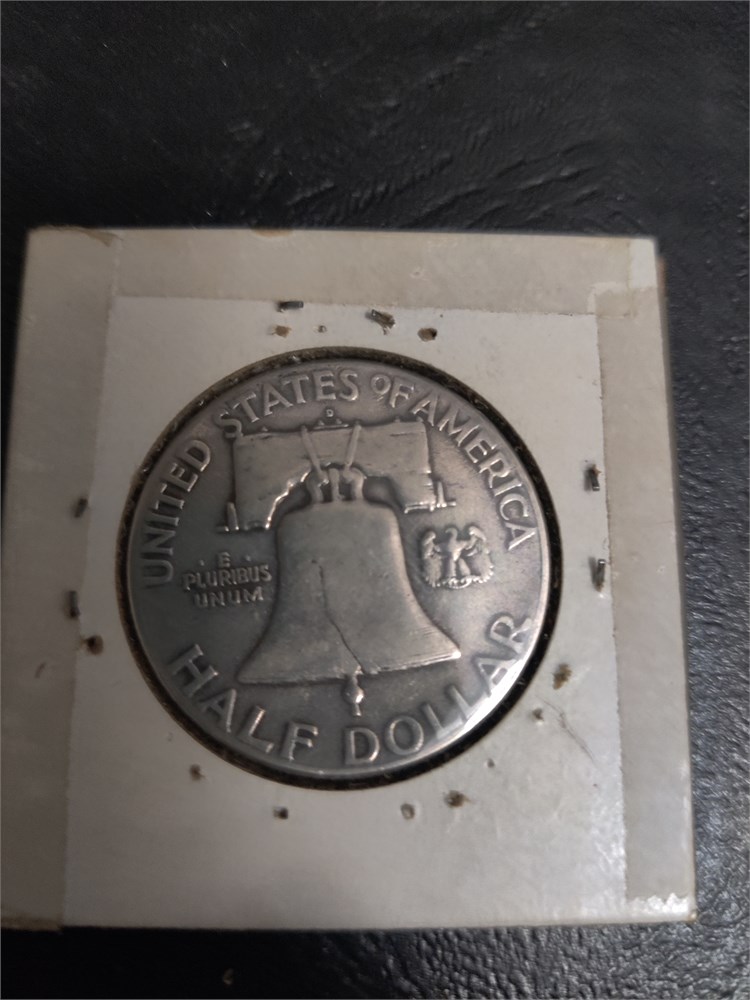 UNITED STATES OF AMERICA
D
· E ·
PLURIBUS
UNUM
HALF DOLLAR